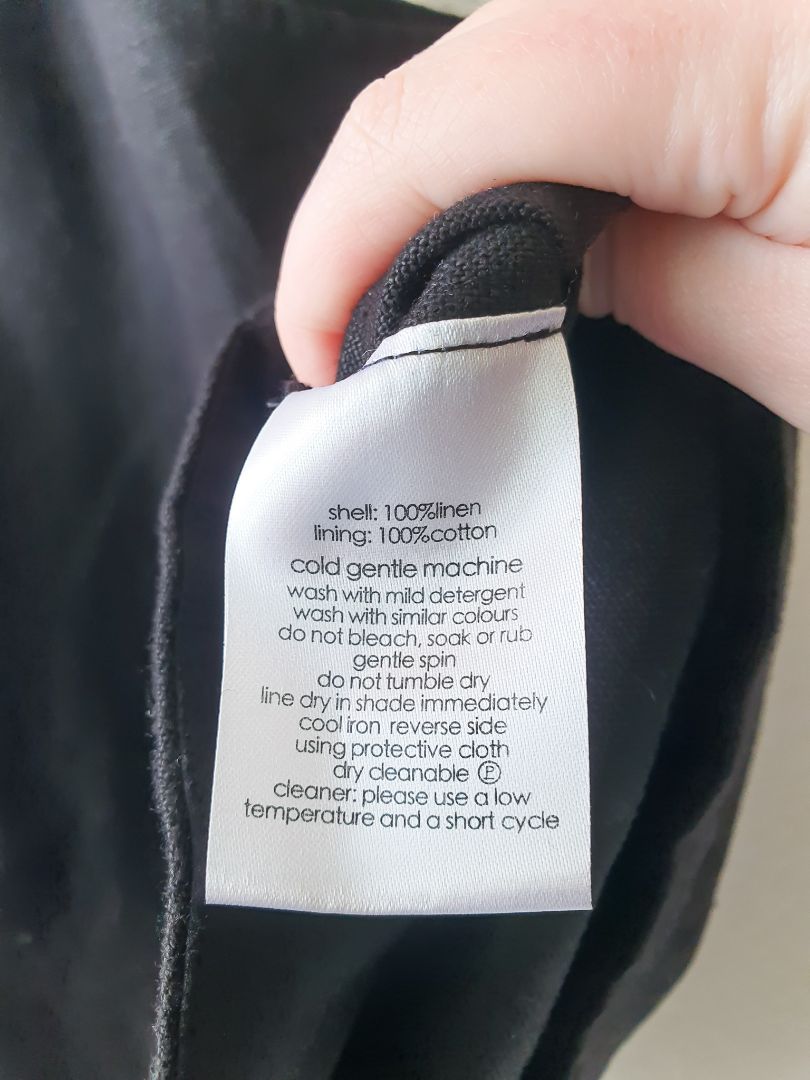 shell: 100%linen
lining: 100%cotton
cold gentle machine
wash with mild detergent
wash with similar colours
do not bleach, soak or rub
gentle spin
do not tumble dry
line dry in shade immediately
cool iron reverse side
using protective cloth
dry cleanable Ⓟ
cleaner: please use a low
temperature and a short cycle